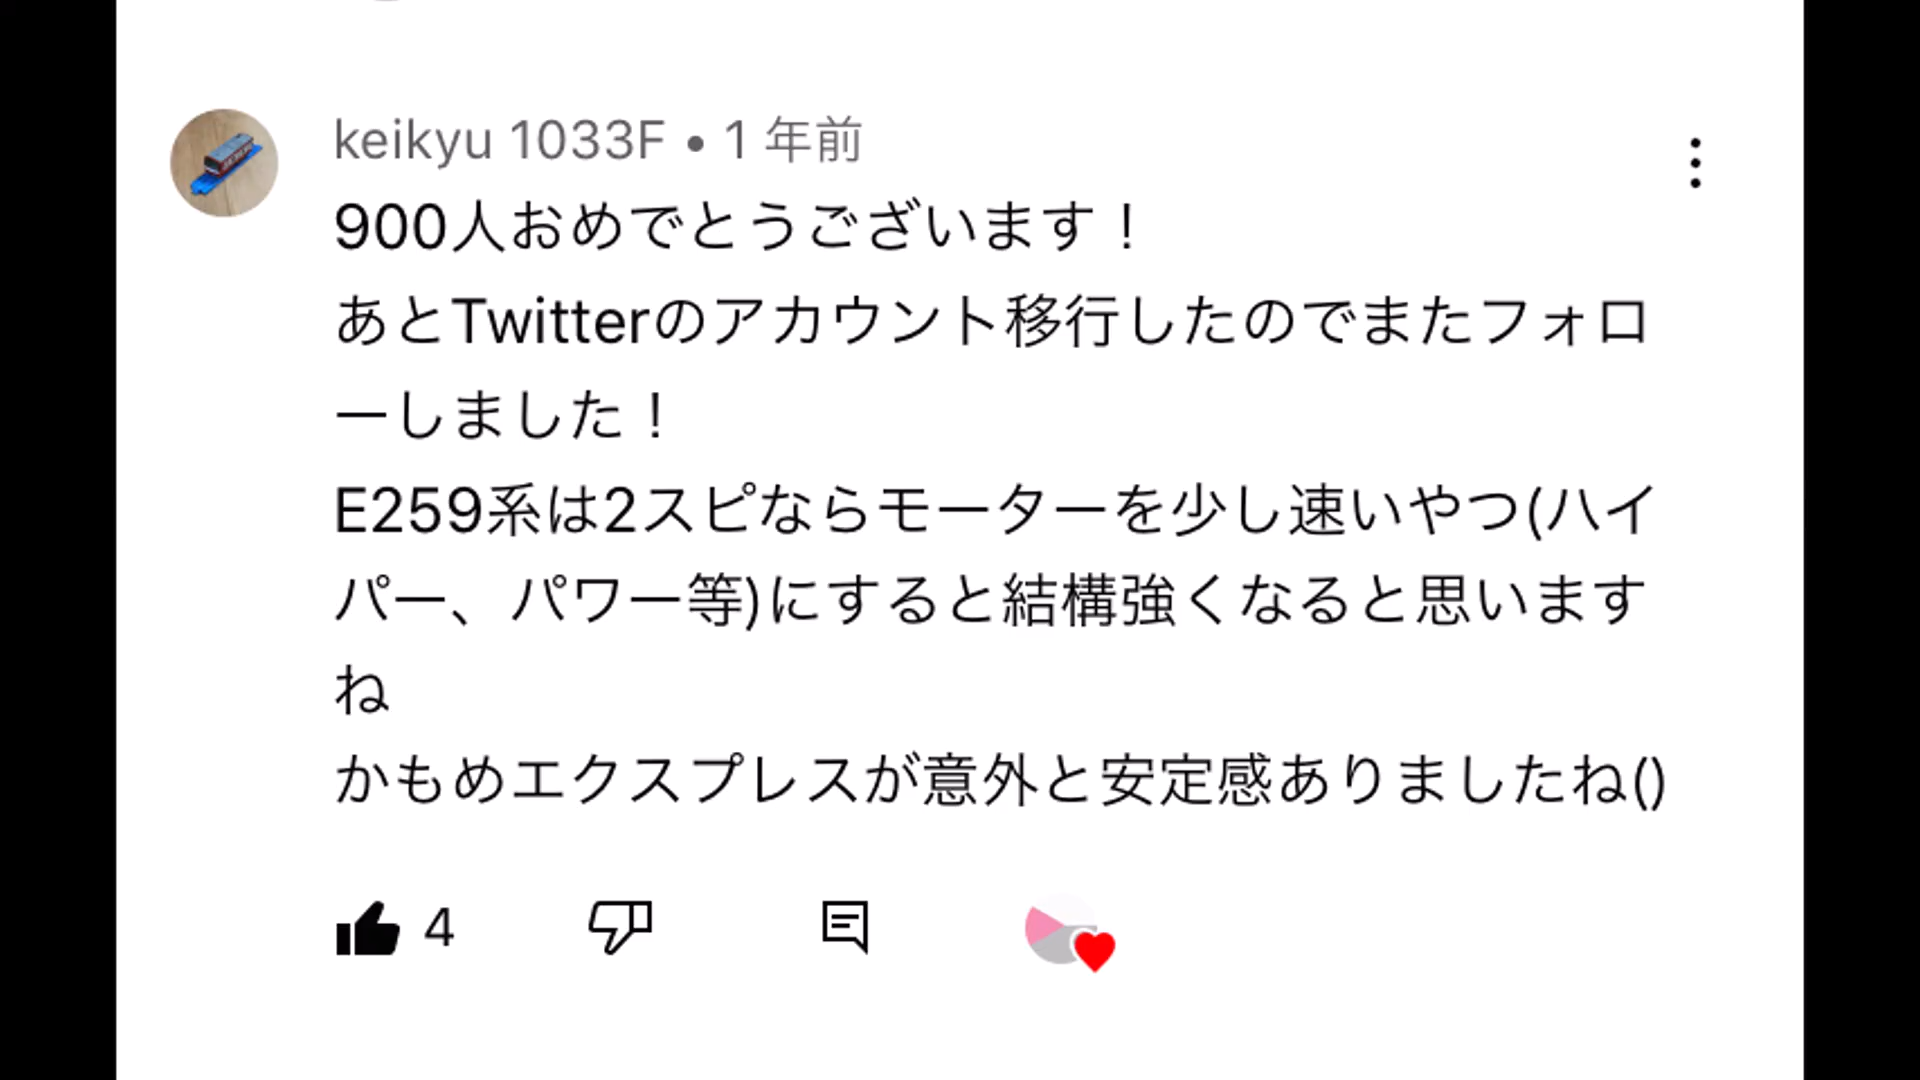 keikyu 1033F • 1 年前
900人おめでとうございます！
あとTwitterのアカウント移行したのでまたフォロ
ーしました！
E259系は2スピならモーターを少し速いやつ(ハイ
パー、パワー等)にすると結構強くなると思います
ね
かもめエクスプレスが意外と安定感ありましたね()
4